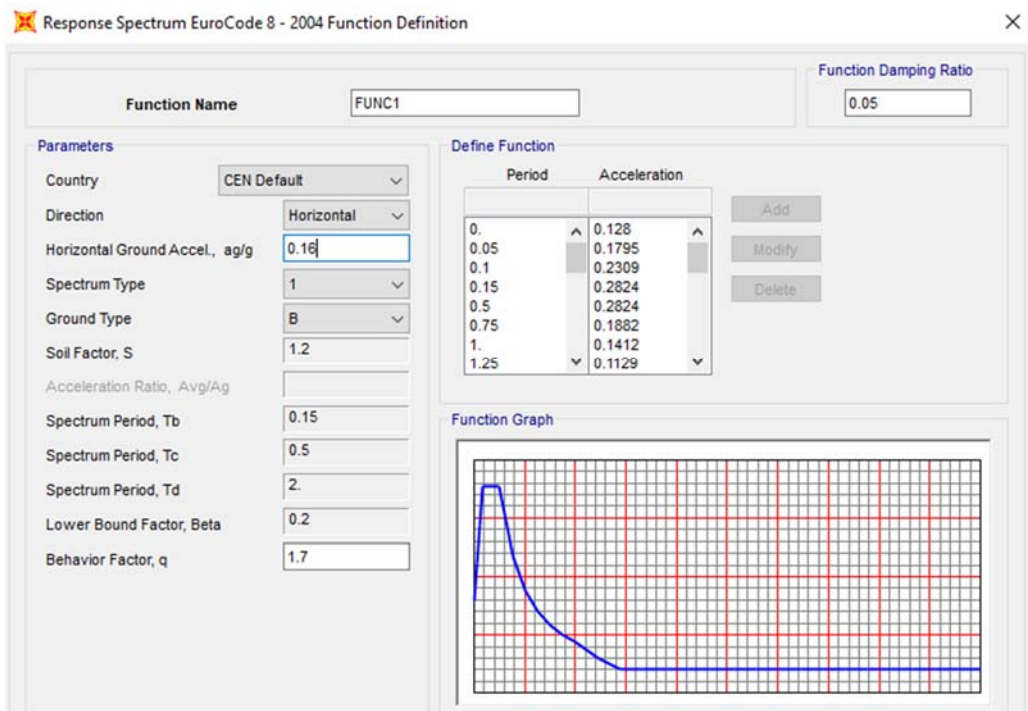 Response Spectrum EuroCode 8 - 2004 Function Definition
Function Name
FUNC1
Function Damping Ratio
0.05
Parameters
Country
CEN Default
Direction
Horizontal
Horizontal Ground Accel., ag/g
0.16
Spectrum Type
1
Ground Type
B
Soil Factor, S
1.2
Acceleration Ratio, Avg/Ag
Spectrum Period, Tb
0.15
Spectrum Period, Tc
0.5
Spectrum Period, Td
2.
Lower Bound Factor, Beta
0.2
Behavior Factor, q
1.7
Define Function
Period Acceleration
0. 0.128
0.05 0.1795
0.1 0.2309
0.15 0.2824
0.5 0.2824
0.75 0.1882
1. 0.1412
1.25 0.1129
Add
Modify
Delete
Function Graph